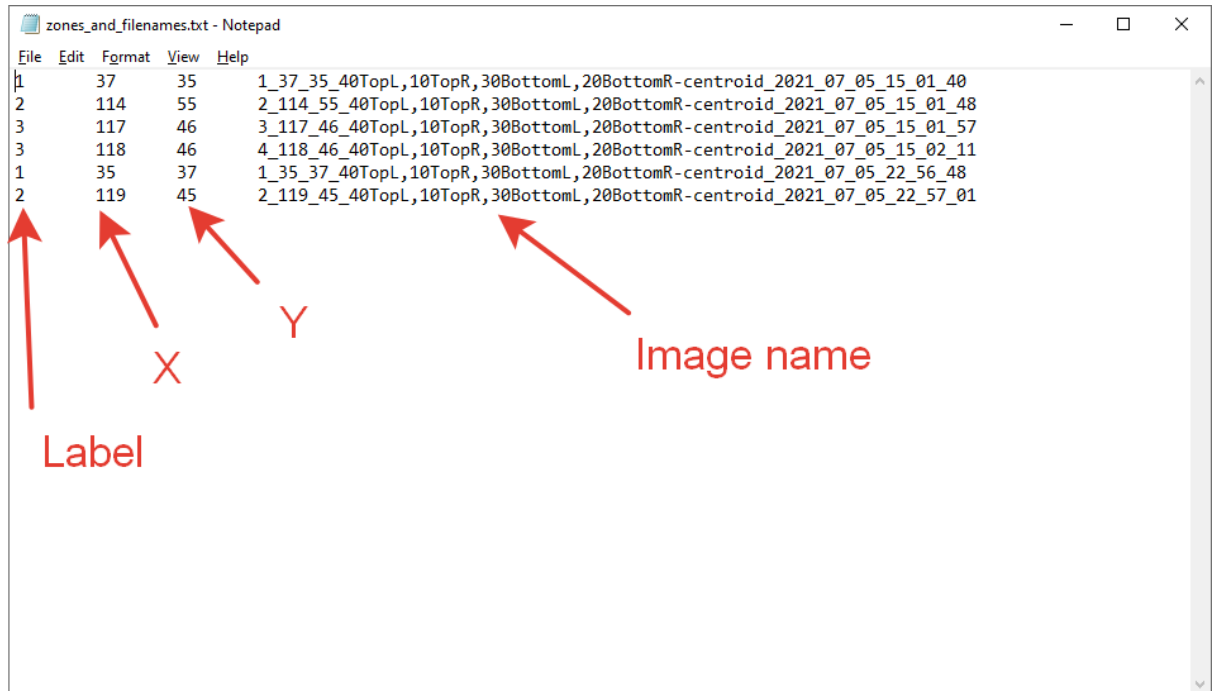 zones_and_filenames.txt - Notepad
File Edit Format View Help
1 37 35 1_37_35_40TopL,10TopR,30BottomL,20BottomR-centroid_2021_07_05_15_01_40
2 114 55 2_114_55_40TopL,10TopR,30BottomL,20BottomR-centroid_2021_07_05_15_01_48
3 117 46 3_117_46_40TopL,10TopR,30BottomL,20BottomR-centroid_2021_07_05_15_01_57
3 118 46 4_118_46_40TopL,10TopR,30BottomL,20BottomR-centroid_2021_07_05_15_02_11
1 35 37 1_35_37_40TopL,10TopR,30BottomL,20BottomR-centroid_2021_07_05_22_56_48
2 119 45 2_119_45_40TopL,10TopR,30BottomL,20BottomR-centroid_2021_07_05_22_57_01
Y
Image name
X
Label